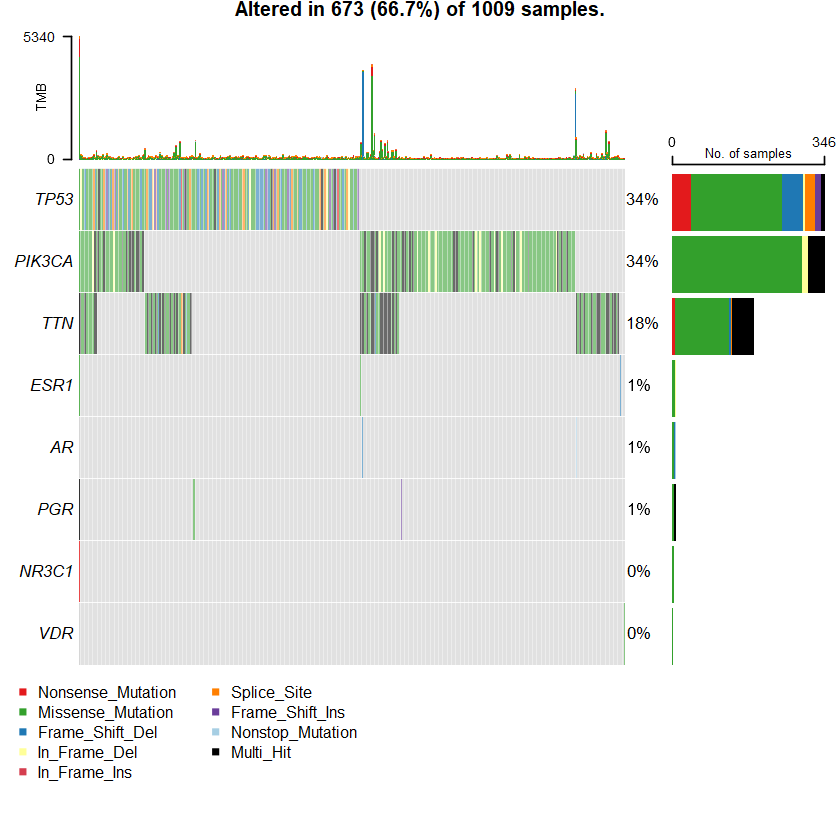 Altered in 673 (66.7%) of 1009 samples.
5340
TMB
0
0
346
No. of samples
TP53
34%
PIK3CA
34%
TTN
18%
ESR1
1%
AR
1%
PGR
1%
NR3C1
0%
VDR
0%
Nonsense_Mutation
Missense_Mutation
Frame_Shift_Del
In_Frame_Del
In_Frame_Ins
Splice_Site
Frame_Shift_Ins
Nonstop_Mutation
Multi_Hit